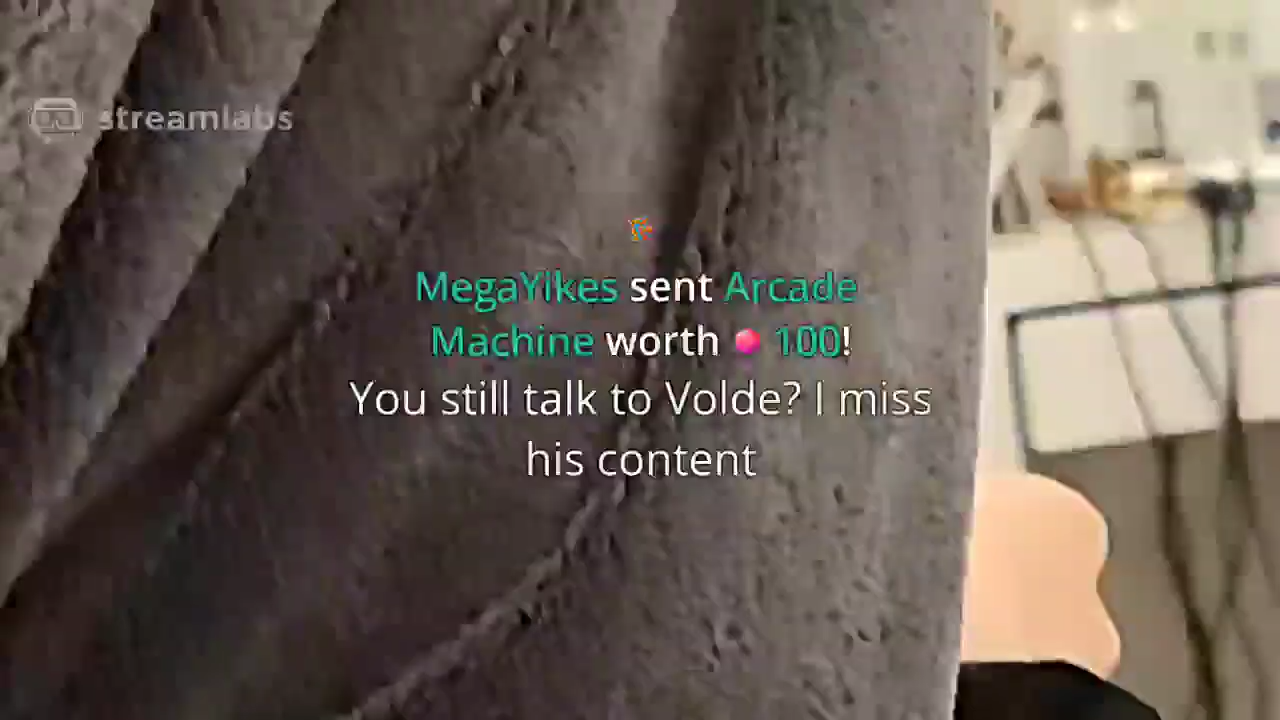 streamlabs
MegaYikes sent Arcade
Machine worth 100!
You still talk to Volde? I miss
his content